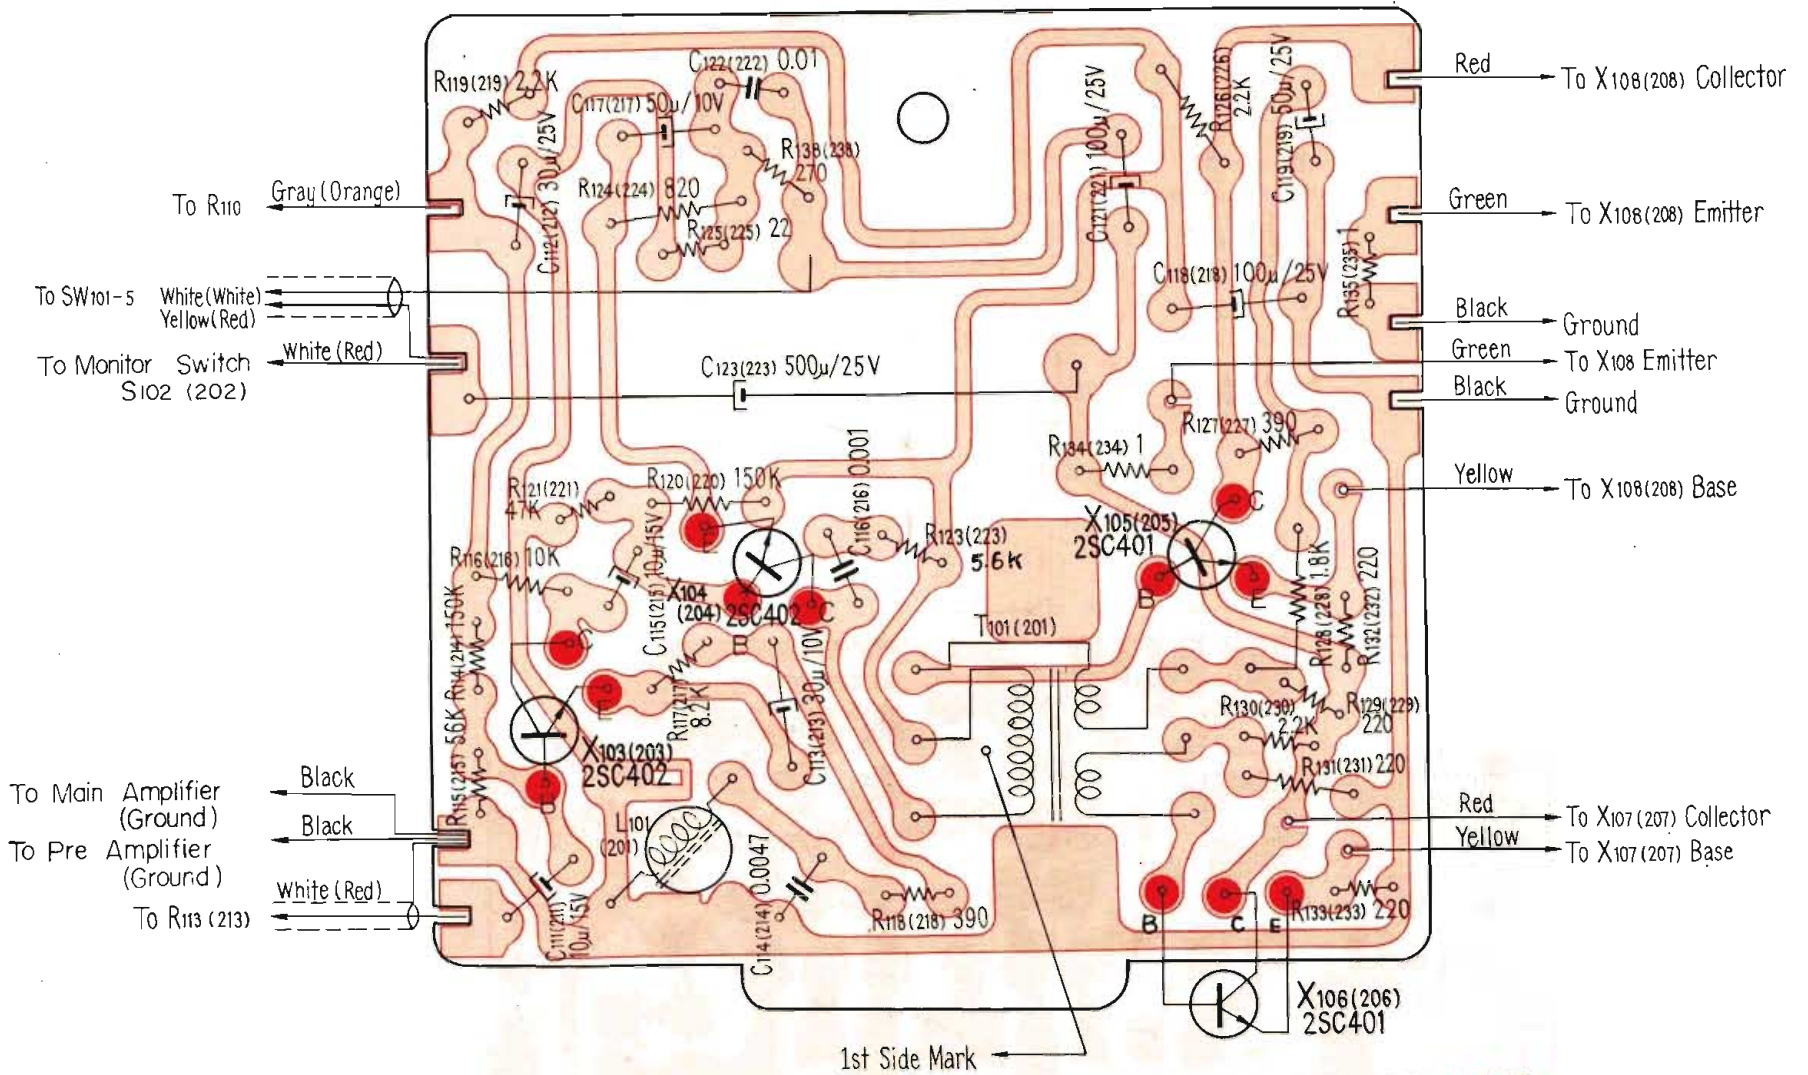 R119(219) 2.2K
C122(222) 0.01
C117(217) 50µ/10V
C112(212) 30µ/25V
R138(238)
270
R124(224) 820
R125(225) 22
C121(221) 100µ/25V
R126(226)
2.2K
C119(219) 50µ/25V
Red
To X108(208) Collector
Gray (Orange)
To R110
Green
To X108(208) Emitter
R135(235) 1
C118(218) 100µ/25V
To SW101-5
White (White)
Yellow (Red)
Black
Ground
White (Red)
To Monitor Switch
S102 (202)
C123(223) 500µ/25V
Green
To X108 Emitter
Black
Ground
R127(227) 390
R134(234) 1
Yellow
To X108(208) Base
R121(221)
47K
R120(220) 150K
C116(216) 0.001
R123(223)
5.6K
X105(205)
2SC401
C
B
E
R116(216) 10K
C115(215) 10µ/15V
E
X104
(204) 2SC402
B
C
R128(228) 1.8K
R132(232) 220
R114(214) 150K
C
E
R117(217)
8.2K
C113(213) 30µ/10V
T101(201)
R129(229)
220
R130(230)
2.2K
R131(231) 220
R115(215) 56K
X103(203)
2SC402
B
Black
To Main Amplifier
(Ground)
Black
To Pre Amplifier
(Ground)
White (Red)
To R113 (213)
L101
(201)
C111(211)
10µ/15V
C114(214) 0.0047
R118(218) 390
Red
To X107(207) Collector
Yellow
To X107(207) Base
R133(233) 220
B
C
E
X106(206)
2SC401
1st Side Mark